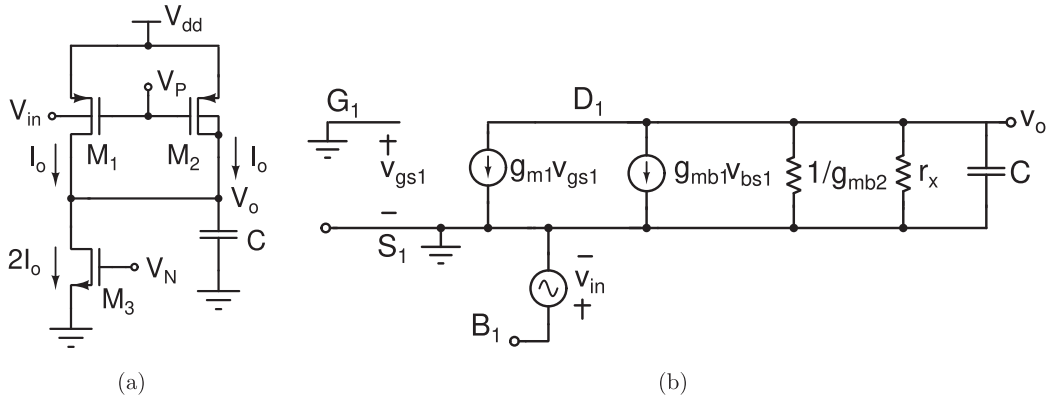 V_dd
V_P
V_in
I_o
M_1
M_2
I_o
V_o
C
2I_o
V_N
M_3
(a)
G_1
+
v_gs1
−
S_1
D_1
g_m1v_gs1
g_mb1v_bs1
1/g_mb2
r_x
C
v_o
−
v_in
+
B_1
(b)